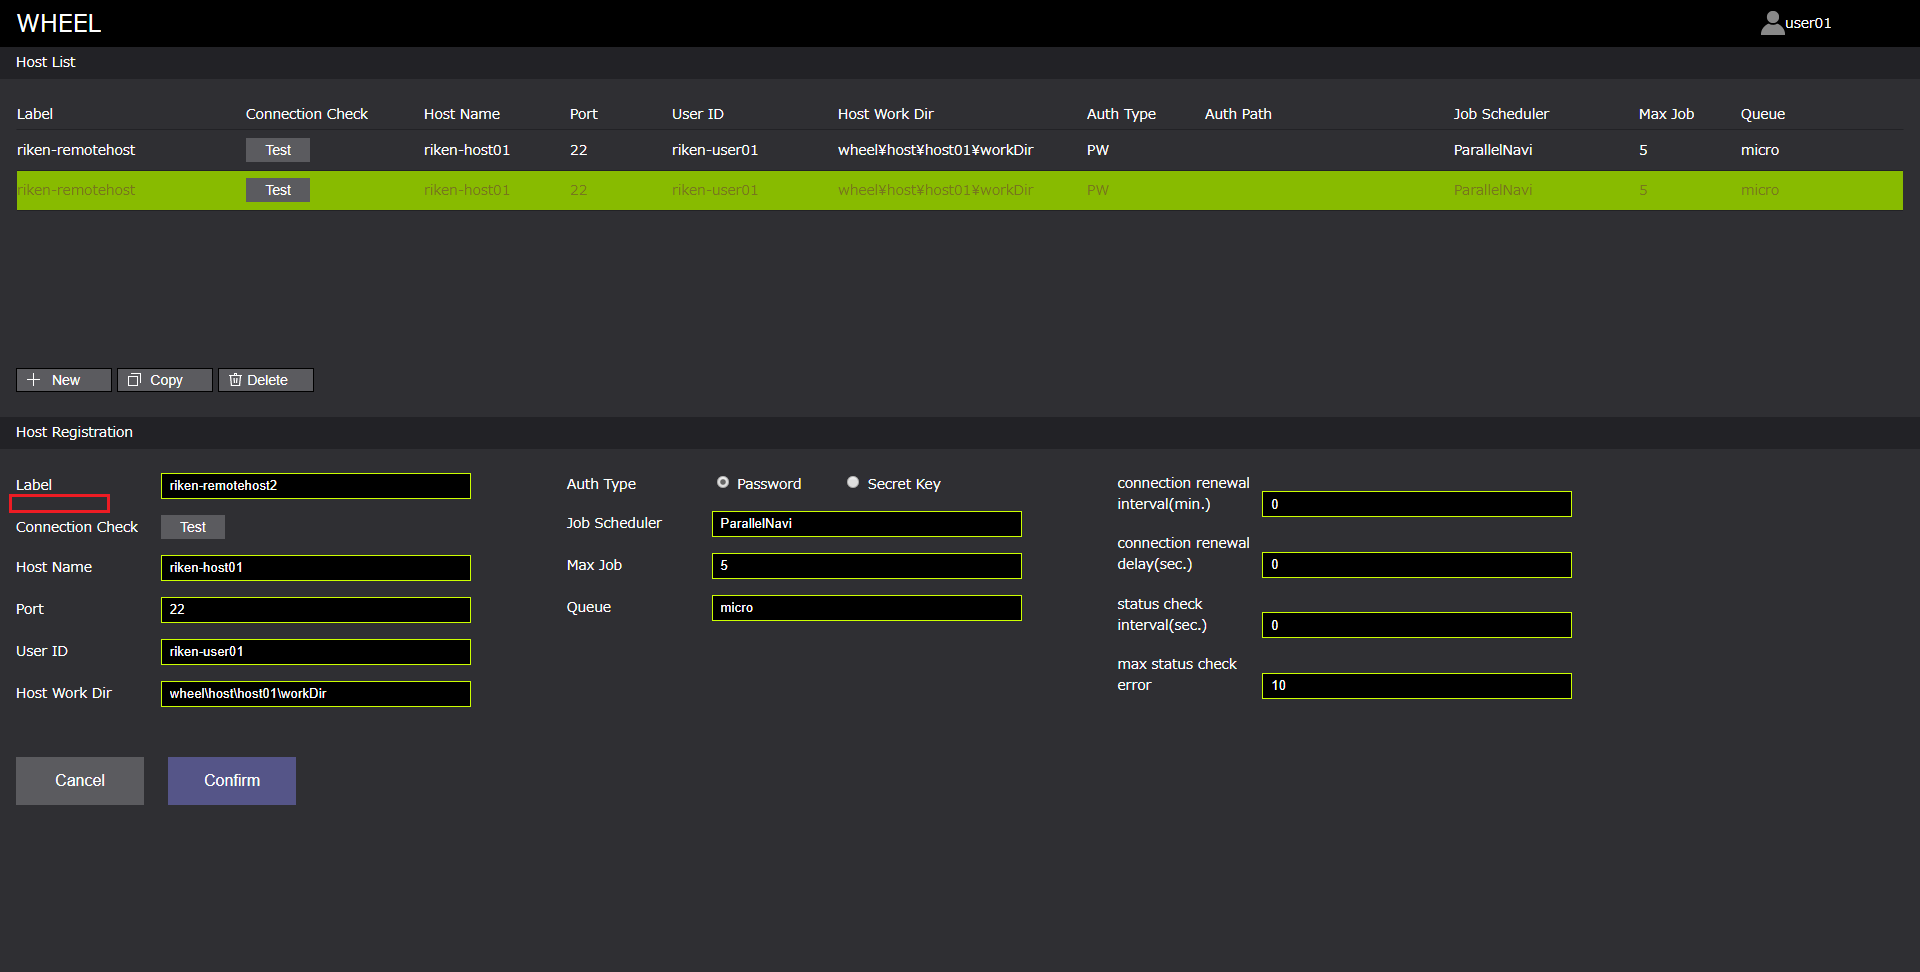 WHEEL
user01
Host List
Label Connection Check Host Name Port User ID Host Work Dir Auth Type Auth Path Job Scheduler Max Job Queue
riken-remotehost Test riken-host01 22 riken-user01 wheel¥host¥host01¥workDir PW ParallelNavi 5 micro
riken-remotehost Test riken-host01 22 riken-user01 wheel¥host¥host01¥workDir PW ParallelNavi 5 micro
New Copy Delete
Host Registration
Label riken-remotehost2
Connection Check Test
Host Name riken-host01
Port 22
User ID riken-user01
Host Work Dir wheel\host\host01\workDir
Auth Type Password Secret Key
Job Scheduler ParallelNavi
Max Job 5
Queue micro
connection renewal
interval(min.) 0
connection renewal
delay(sec.) 0
status check
interval(sec.) 0
max status check
error 10
Cancel Confirm